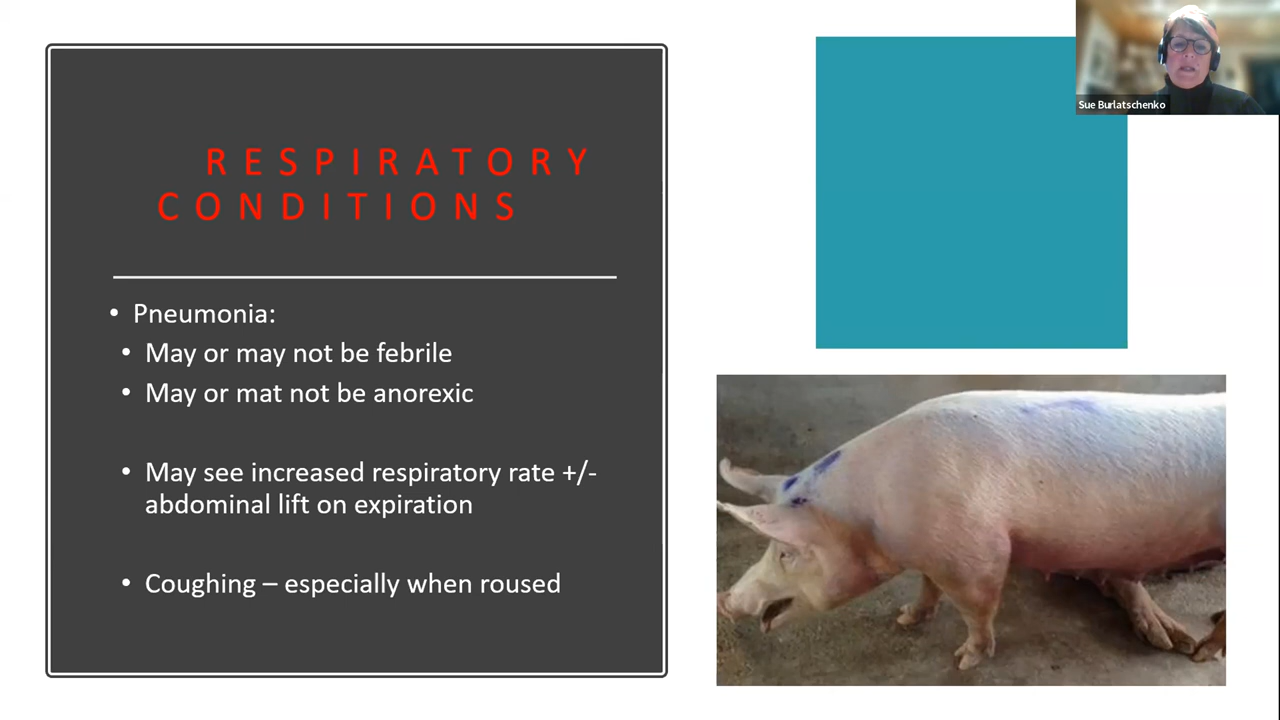 RESPIRATORY
CONDITIONS
• Pneumonia:
• May or may not be febrile
• May or mat not be anorexic
• May see increased respiratory rate +/-
abdominal lift on expiration
• Coughing – especially when roused
Sue Burlatschenko